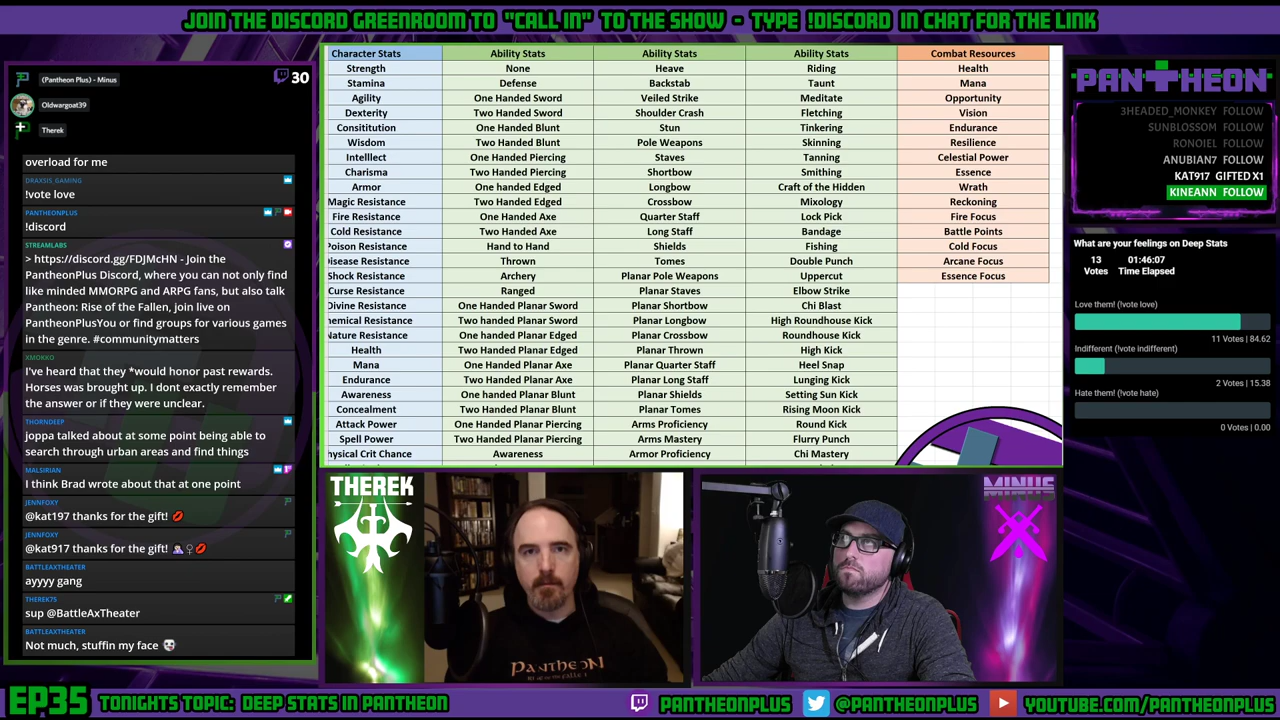 JOIN THE DISCORD GREENROOM TO "CALL IN" TO THE SHOW - TYPE !DISCORD IN CHAT FOR THE LINK
(Pantheon Plus) - Minus
30
Oldwargoat39
Therek
overload for me
DRAXSIS_GAMING
!vote love
PANTHEONPLUS
!discord
STREAMLABS
> https://discord.gg/FDJMcHN - Join the
PantheonPlus Discord, where you can not only find
like minded MMORPG and ARPG fans, but also talk
Pantheon: Rise of the Fallen, join live on
PantheonPlusYou or find groups for various games
in the genre. #communitymatters
XMOKKO
I've heard that they *would honor past rewards.
Horses was brought up. I dont exactly remember
the answer or if they were unclear.
THORNDEEP
joppa talked about at some point being able to
search through urban areas and find things
MALSIRIAN
I think Brad wrote about that at one point
JENNFOXY
@kat197 thanks for the gift! 💋
JENNFOXY
@kat917 thanks for the gift! 🤦🏻♀💋
BATTLEAXTHEATER
ayyyy gang
THEREK75
sup @BattleAxTheater
BATTLEAXTHEATER
Not much, stuffin my face
Character Stats Ability Stats Ability Stats Ability Stats Combat Resources
Strength None Heave Riding Health
Stamina Defense Backstab Taunt Mana
Agility One Handed Sword Veiled Strike Meditate Opportunity
Dexterity Two Handed Sword Shoulder Crash Fletching Vision
Consititution One Handed Blunt Stun Tinkering Endurance
Wisdom Two Handed Blunt Pole Weapons Skinning Resilience
Intelllect One Handed Piercing Staves Tanning Celestial Power
Charisma Two Handed Piercing Shortbow Smithing Essence
Armor One handed Edged Longbow Craft of the Hidden Wrath
Magic Resistance Two Handed Edged Crossbow Mixology Reckoning
Fire Resistance One Handed Axe Quarter Staff Lock Pick Fire Focus
Cold Resistance Two Handed Axe Long Staff Bandage Battle Points
Poison Resistance Hand to Hand Shields Fishing Cold Focus
Disease Resistance Thrown Tomes Double Punch Arcane Focus
Shock Resistance Archery Planar Pole Weapons Uppercut Essence Focus
Curse Resistance Ranged Planar Staves Elbow Strike
Divine Resistance One Handed Planar Sword Planar Shortbow Chi Blast
hemical Resistance Two handed Planar Sword Planar Longbow High Roundhouse Kick
Nature Resistance One handed Planar Edged Planar Crossbow Roundhouse Kick
Health Two Handed Planar Edged Planar Thrown High Kick
Mana One Handed Planar Axe Planar Quarter Staff Heel Snap
Endurance Two Handed Planar Axe Planar Long Staff Lunging Kick
Awareness One handed Planar Blunt Planar Shields Setting Sun Kick
Concealment Two Handed Planar Blunt Planar Tomes Rising Moon Kick
Attack Power One Handed Planar Piercing Arms Proficiency Round Kick
Spell Power Two Handed Planar Piercing Arms Mastery Flurry Punch
hysical Crit Chance Awareness Armor Proficiency Chi Mastery
PANTHEON
3HEADED_MONKEY FOLLOW
SUNBLOSSOM FOLLOW
RONOIEL FOLLOW
ANUBIAN7 FOLLOW
KAT917 GIFTED X1
KINEANN FOLLOW
What are your feelings on Deep Stats
13 01:46:07
Votes Time Elapsed
Love them! (!vote love)
11 Votes | 84.62
Indifferent (!vote indifferent)
2 Votes | 15.38
Hate them! (!vote hate)
0 Votes | 0.00
THEREK
PANTHEON
MINUS
EP35 TONIGHTS TOPIC: DEEP STATS IN PANTHEON PANTHEONPLUS @PANTHEONPLUS YOUTUBE.COM/PANTHEONPLUS